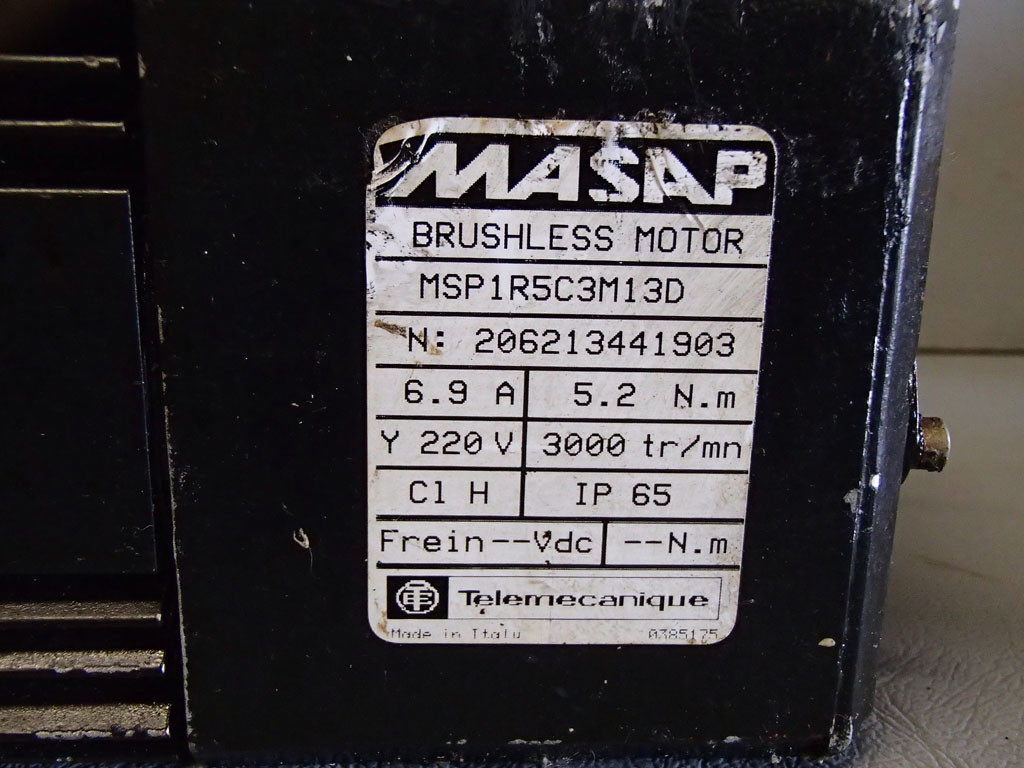 MASAP
BRUSHLESS MOTOR
MSP1R5C3M13D
N: 206213441903
6.9 A 5.2 N.m
Y 220 V 3000 tr/mn
Cl H IP 65
Frein--Vdc --N.m
Telemecanique
Made in Italy 0385175